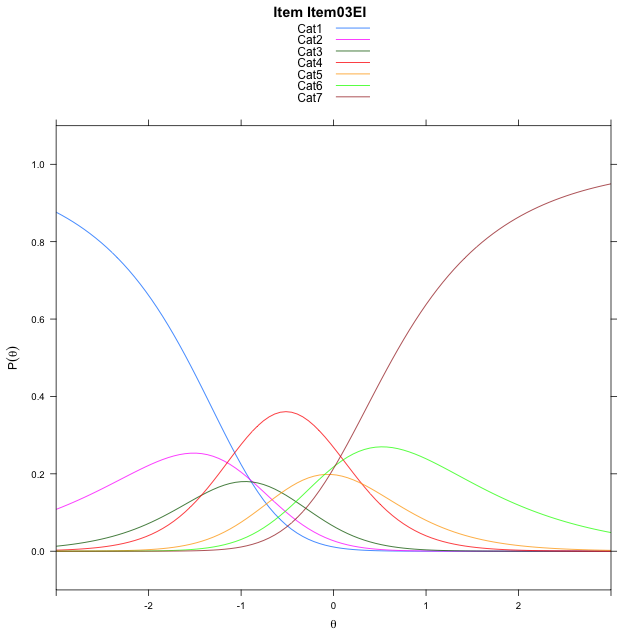 Item Item03EI
Cat1
Cat2
Cat3
Cat4
Cat5
Cat6
Cat7
1.0
0.8
0.6
0.4
0.2
0.0
P(θ)
-2 -1 0 1 2
θ